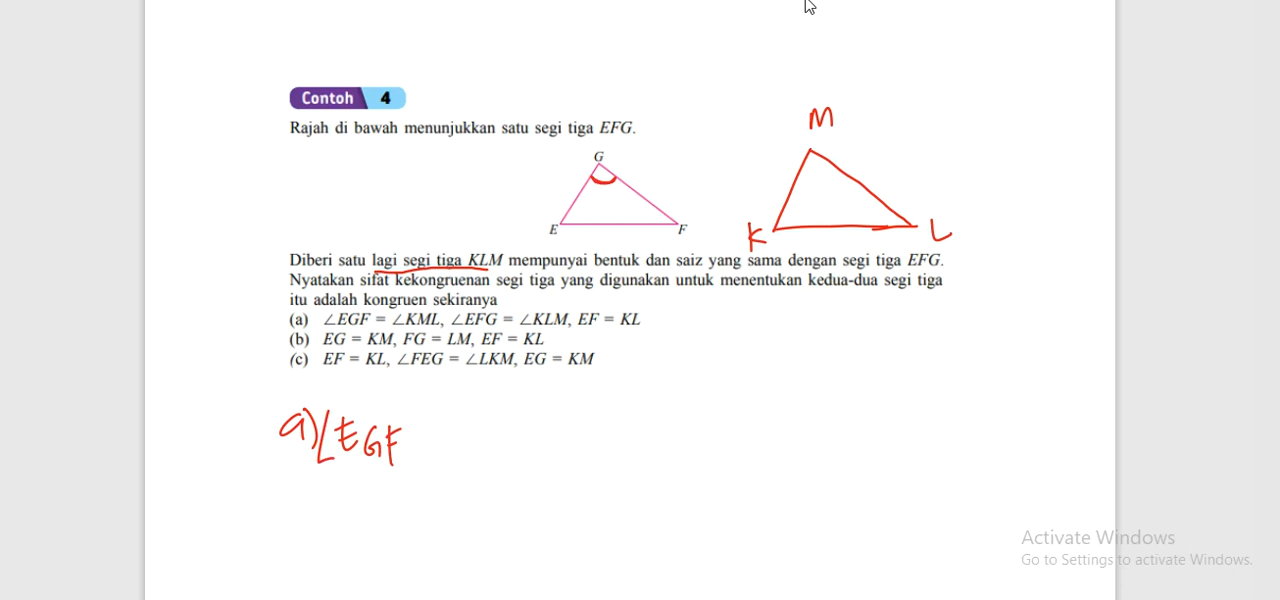 Contoh 4
Rajah di bawah menunjukkan satu segi tiga EFG.
M
G
E
F
K
L
Diberi satu lagi segi tiga KLM mempunyai bentuk dan saiz yang sama dengan segi tiga EFG.
Nyatakan sifat kekongruenan segi tiga yang digunakan untuk menentukan kedua-dua segi tiga
itu adalah kongruen sekiranya
(a) ∠EGF = ∠KML, ∠EFG = ∠KLM, EF = KL
(b) EG = KM, FG = LM, EF = KL
(c) EF = KL, ∠FEG = ∠LKM, EG = KM
a) ∠EGF
Activate Windows
Go to Settings to activate Windows.